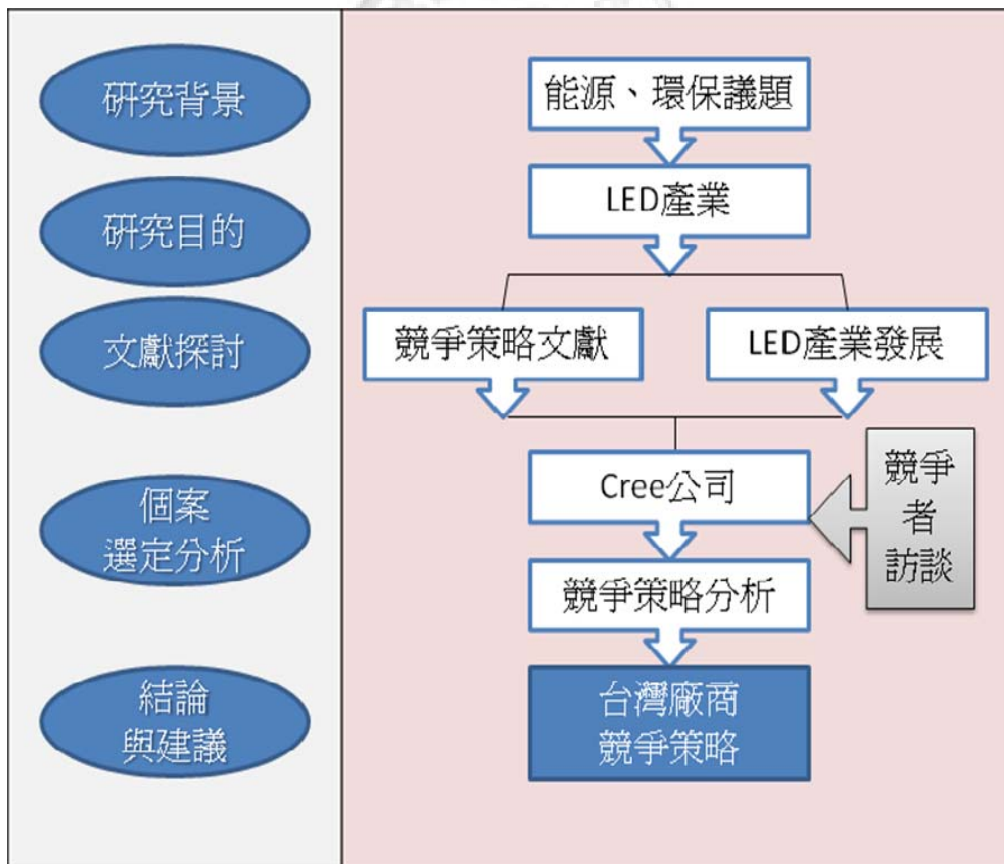 研究背景
研究目的
文獻探討
個案
選定分析
結論
與建議
能源、環保議題
LED產業
競爭策略文獻
LED產業發展
Cree公司
競爭
者
訪談
競爭策略分析
台灣廠商
競爭策略